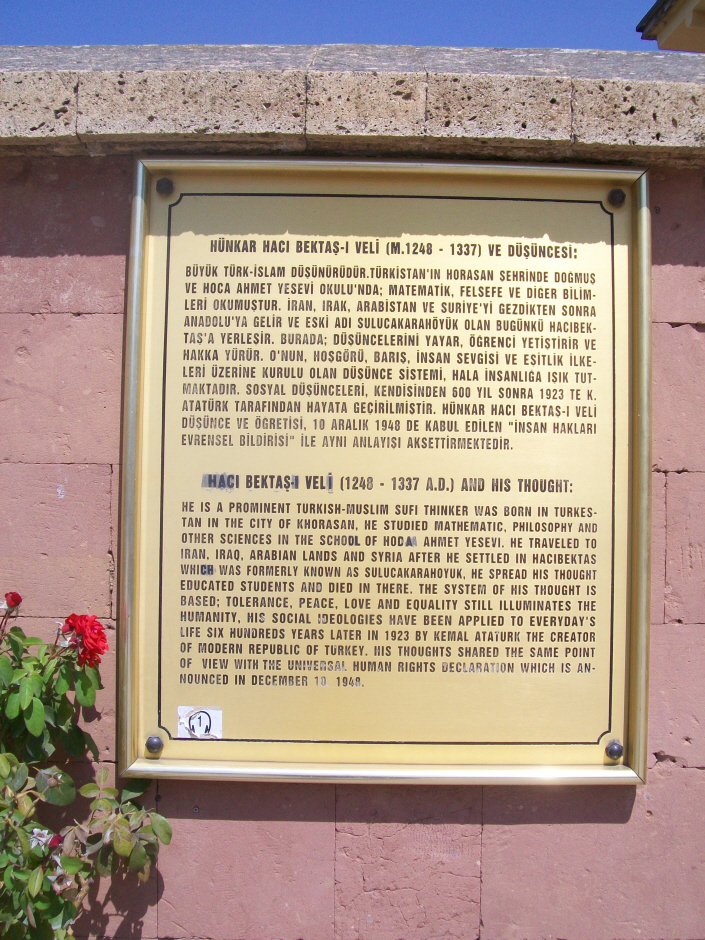 HÜNKAR HACI BEKTAŞ-I VELİ (M.1248 - 1337) VE DÜŞÜNCESİ:
BÜYÜK TÜRK-İSLAM DÜŞÜNÜRÜDÜR.TÜRKİSTAN'IN HORASAN ŞEHRİNDE DOĞMUŞ
VE HOCA AHMET YESEVİ OKULU'NDA; MATEMATİK, FELSEFE VE DİĞER BİLİM-
LERİ OKUMUŞTUR. İRAN, IRAK, ARABİSTAN VE SURİYE'Yİ GEZDİKTEN SONRA
ANADOLU'YA GELİR VE ESKİ ADI SULUCAKARAHÖYÜK OLAN BUGÜNKÜ HACIBEK-
TAŞ'A YERLEŞİR. BURADA; DÜŞÜNCELERİNİ YAYAR, ÖĞRENCİ YETİŞTİRİR VE
HAKKA YÜRÜR. O'NUN, HOŞGÖRÜ, BARIŞ, İNSAN SEVGİSİ VE EŞİTLİK İLKE-
LERİ ÜZERİNE KURULU OLAN DÜŞÜNCE SİSTEMİ, HALA İNSANLIĞA IŞIK TUT-
MAKTADIR. SOSYAL DÜŞÜNCELERİ, KENDİSİNDEN 600 YIL SONRA 1923 TE K.
ATATÜRK TARAFINDAN HAYATA GEÇİRİLMİŞTİR. HÜNKAR HACI BEKTAŞ-I VELİ
DÜŞÜNCE VE ÖĞRETİSİ, 10 ARALIK 1948 DE KABUL EDİLEN "İNSAN HAKLARI
EVRENSEL BİLDİRİSİ" İLE AYNI ANLAYIŞI AKSETTİRMEKTEDİR.
HACI BEKTAŞ-I VELİ (1248 - 1337 A.D.) AND HIS THOUGHT:
HE IS A PROMINENT TURKISH-MUSLIM SUFI THINKER WAS BORN IN TURKES-
TAN IN THE CITY OF KHORASAN, HE STUDIED MATHEMATIC, PHILOSOPHY AND
OTHER SCIENCES IN THE SCHOOL OF HODJA AHMET YESEVI. HE TRAVELED TO
IRAN, IRAQ, ARABIAN LANDS AND SYRIA AFTER HE SETTLED IN HACIBEKTAS
WHICH WAS FORMERLY KNOWN AS SULUCAKARAHOYUK, HE SPREAD HIS THOUGHT
EDUCATED STUDENTS AND DIED IN THERE. THE SYSTEM OF HIS THOUGHT IS
BASED; TOLERANCE, PEACE, LOVE AND EQUALITY STILL ILLUMINATES THE
HUMANITY, HIS SOCIAL IDEOLOGIES HAVE BEEN APPLIED TO EVERYDAY'S
LIFE SIX HUNDREDS YEARS LATER IN 1923 BY KEMAL ATATURK THE CREATOR
OF MODERN REPUBLIC OF TURKEY. HIS THOUGHTS SHARED THE SAME POINT
OF VIEW WITH THE UNIVERSAL HUMAN RIGHTS DECLARATION WHICH IS AN-
NOUNCED IN DECEMBER 10 1948.
1